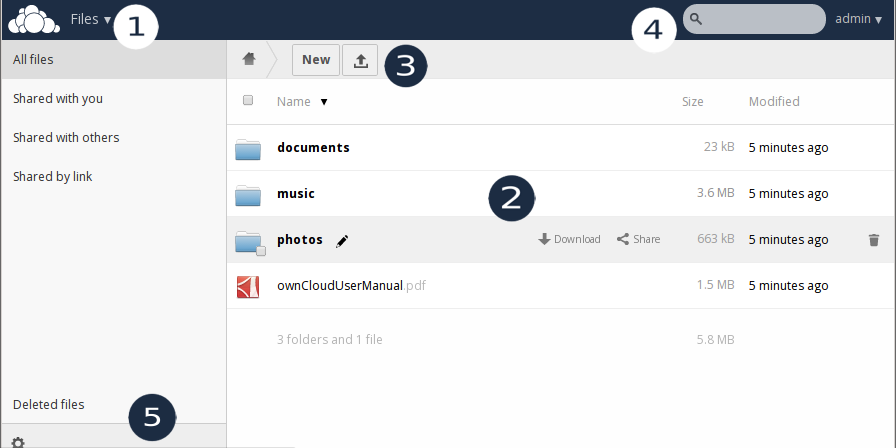 Files ▾ 1 4 admin ▾
All files
Shared with you
Shared with others
Shared by link
Deleted files
5
New 3
Name ▼ Size Modified
documents 23 kB 5 minutes ago
music 2 3.6 MB 5 minutes ago
photos Download Share 663 kB 5 minutes ago
ownCloudUserManual.pdf 1.5 MB 5 minutes ago
3 folders and 1 file 5.8 MB